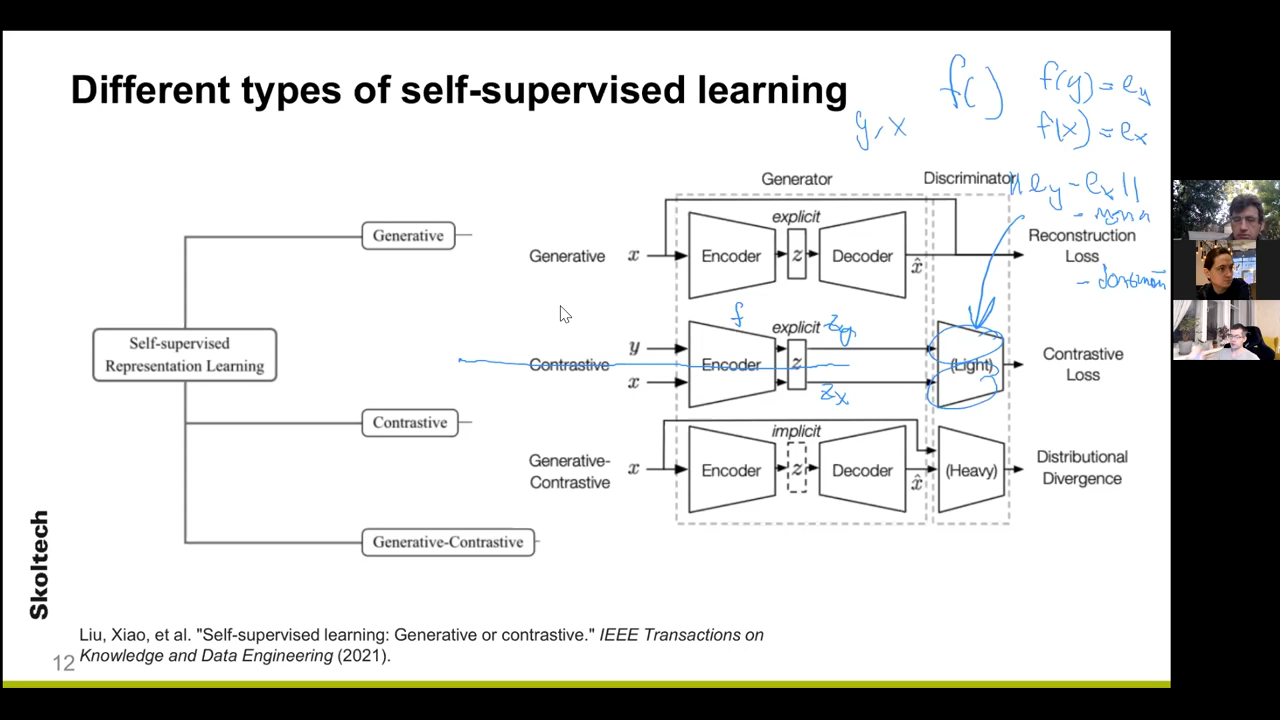 Different types of self-supervised learning
f( )
f(y) = e_y
f(x) = e_x
y, x
|| e_y - e_x ||
Generator
Discriminator
Generative
Self-supervised
Representation Learning
Contrastive
Generative-Contrastive
Generative
x
Encoder
explicit
z
Decoder
x̂
Reconstruction
Loss
f
y
Contrastive
x
Encoder
explicit
z
z_y
z_x
(Light)
Contrastive
Loss
Generative-
Contrastive
x
Encoder
implicit
z
Decoder
x̂
(Heavy)
Distributional
Divergence
Skoltech
Liu, Xiao, et al. "Self-supervised learning: Generative or contrastive." IEEE Transactions on
Knowledge and Data Engineering (2021).
12